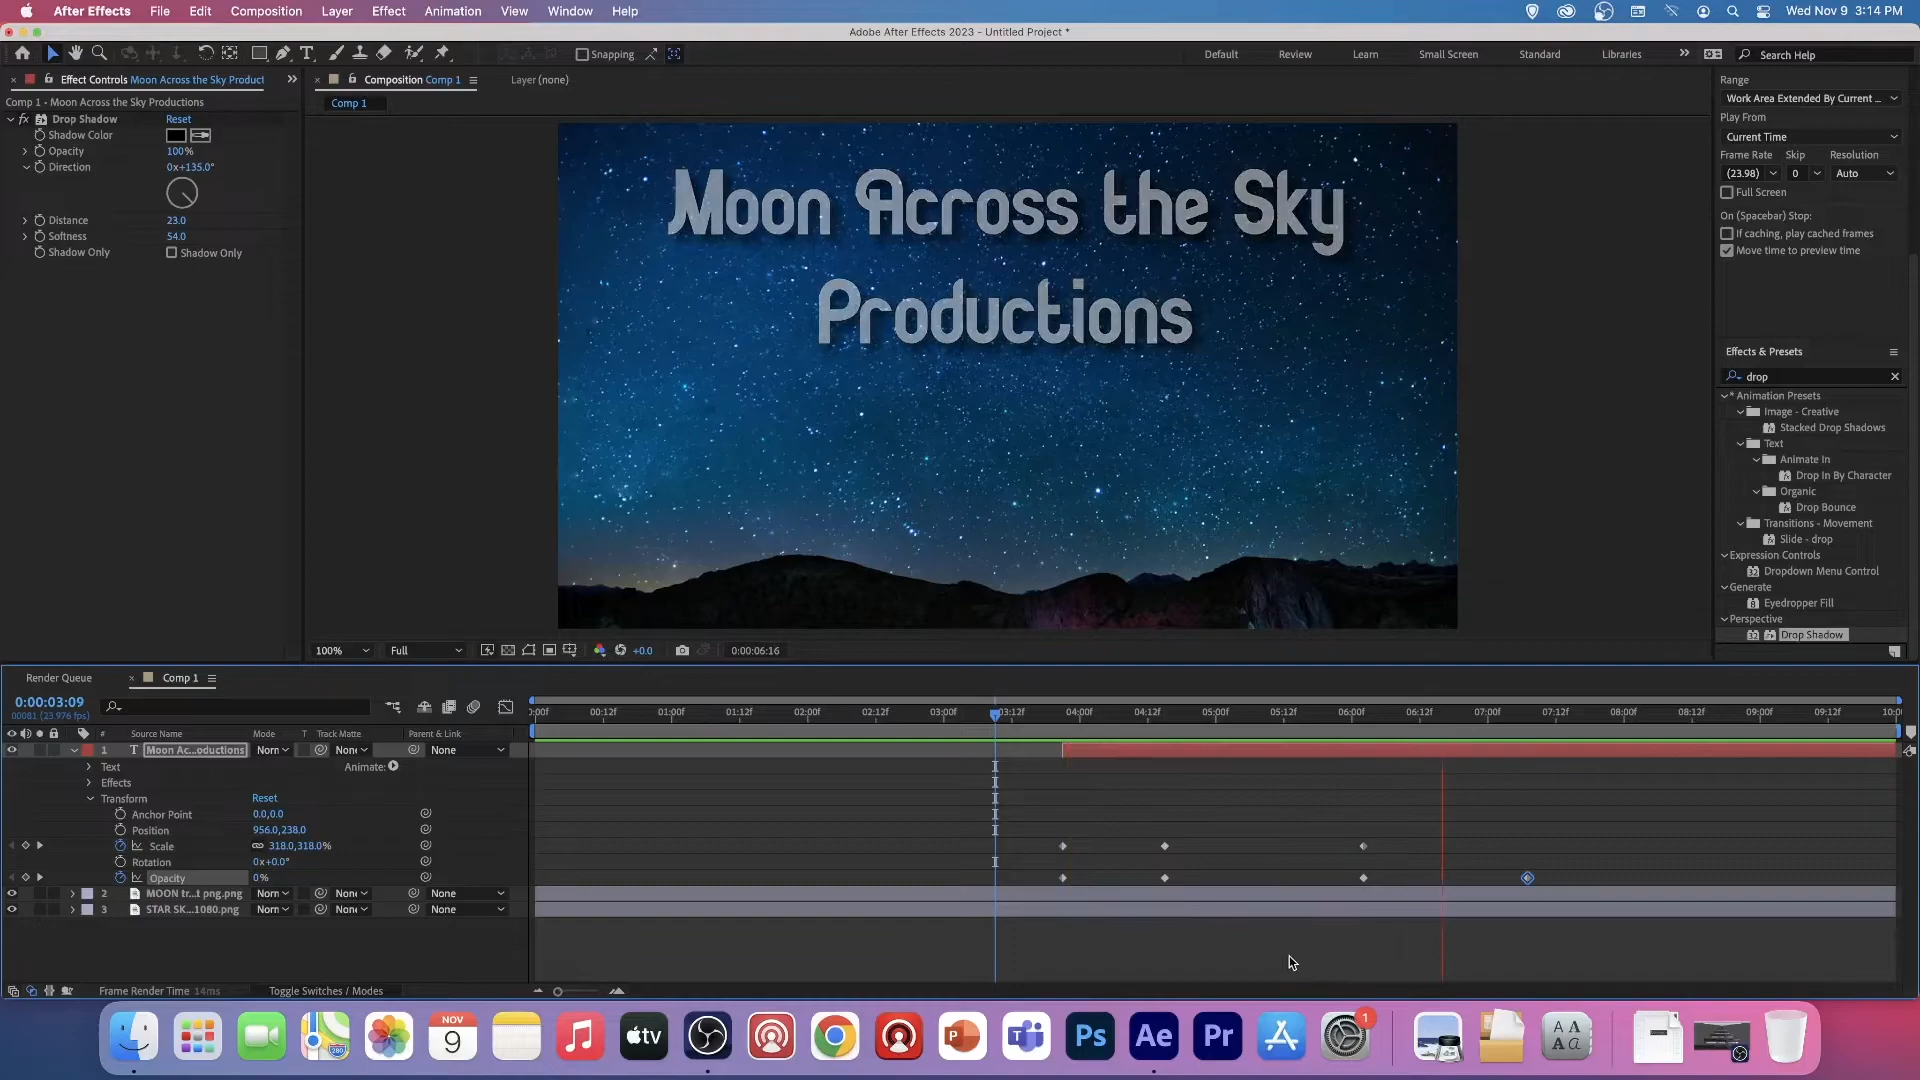 After Effects File Edit Composition Layer Effect Animation View Window Help Wed Nov 9 3:14 PM
Adobe After Effects 2023 - Untitled Project *
Snapping Default Review Learn Small Screen Standard Libraries Search Help
Effect Controls Moon Across the Sky Product
Composition Comp 1
Layer (none)
Comp 1 - Moon Across the Sky Productions
fx Drop Shadow Reset
Shadow Color
Opacity 100%
Direction 0x+135.0°
Distance 23.0
Softness 54.0
Shadow Only Shadow Only
Comp 1
Moon Across the Sky
Productions
100% Full +0.0 0:00:06:16
Range
Work Area Extended By Current ...
Play From
Current Time
Frame Rate Skip Resolution
(23.98) 0 Auto
Full Screen
On (Spacebar) Stop:
If caching, play cached frames
Move time to preview time
Effects & Presets
drop
* Animation Presets
Image - Creative
Stacked Drop Shadows
Text
Animate In
Drop In By Character
Organic
Drop Bounce
Transitions - Movement
Slide - drop
Expression Controls
Dropdown Menu Control
Generate
Eyedropper Fill
Perspective
Drop Shadow
Render Queue Comp 1
0:00:03:09
00081 (23.976 fps)
:00f 00:12f 01:00f 01:12f 02:00f 02:12f 03:00f 03:12f 04:00f 04:12f 05:00f 05:12f 06:00f 06:12f 07:00f 07:12f 08:00f 08:12f 09:00f 09:12f 10:0
# Source Name Mode T Track Matte Parent & Link
1 T Moon Ac...oductions Norn None None
Text Animate:
Effects
Transform Reset
Anchor Point 0.0,0.0
Position 956.0,238.0
Scale 318.0,318.0%
Rotation 0x+0.0°
Opacity 0%
2 MOON tr...t png.png Norn None None
3 STAR SK...1080.png Norn None None
Frame Render Time 14ms Toggle Switches / Modes
NOV
9
280
tv
Ps
Ae
Pr
1
A A
A a